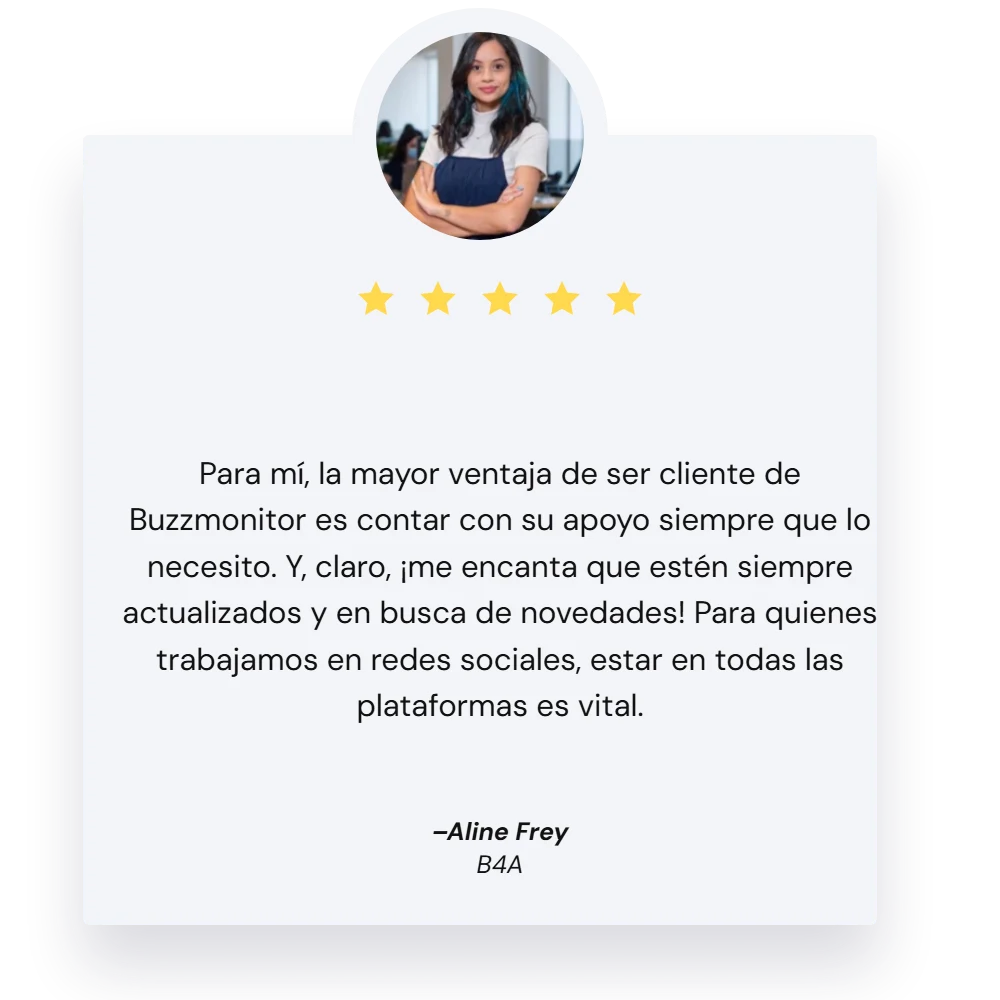 Para mí, la mayor ventaja de ser cliente de
Buzzmonitor es contar con su apoyo siempre que lo
necesito. Y, claro, ¡me encanta que estén siempre
actualizados y en busca de novedades! Para quienes
trabajamos en redes sociales, estar en todas las
plataformas es vital.
–Aline Frey
B4A